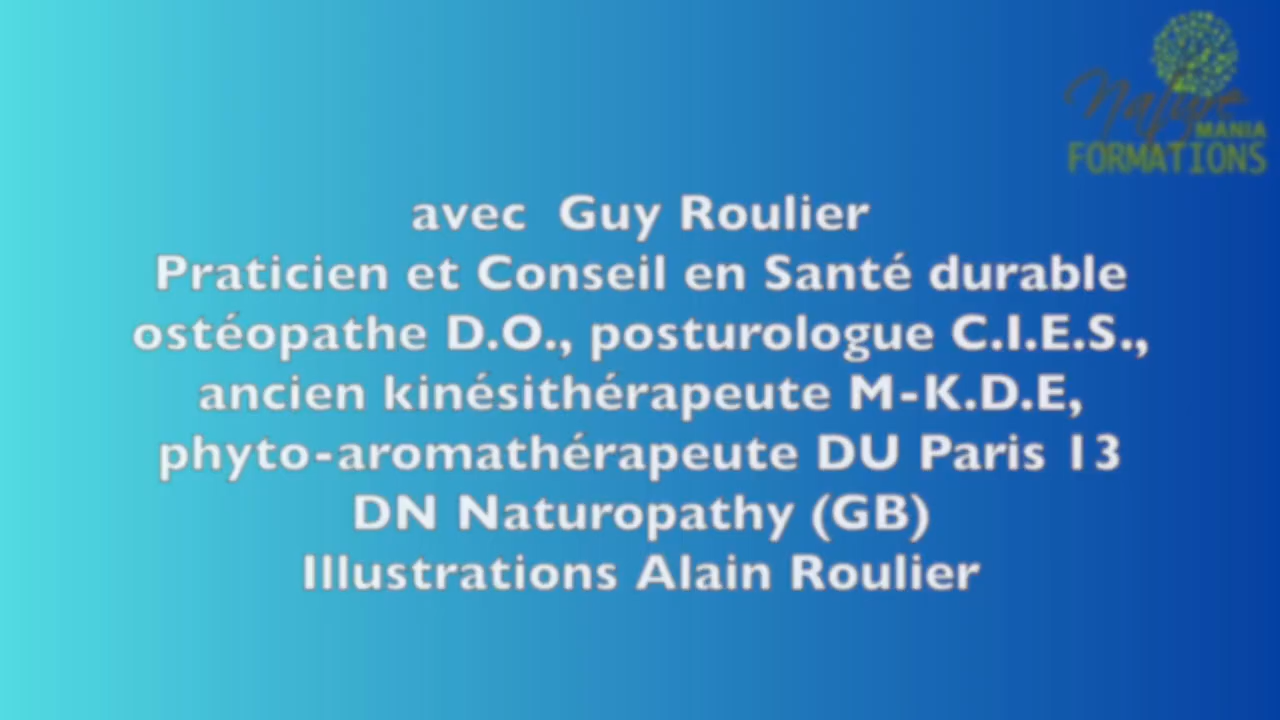 Nature
MANIA
FORMATIONS
avec Guy Roulier
Praticien et Conseil en Santé durable
ostéopathe D.O., posturologue C.I.E.S.,
ancien kinésithérapeute M-K.D.E,
phyto-aromathérapeute DU Paris 13
DN Naturopathy (GB)
Illustrations Alain Roulier